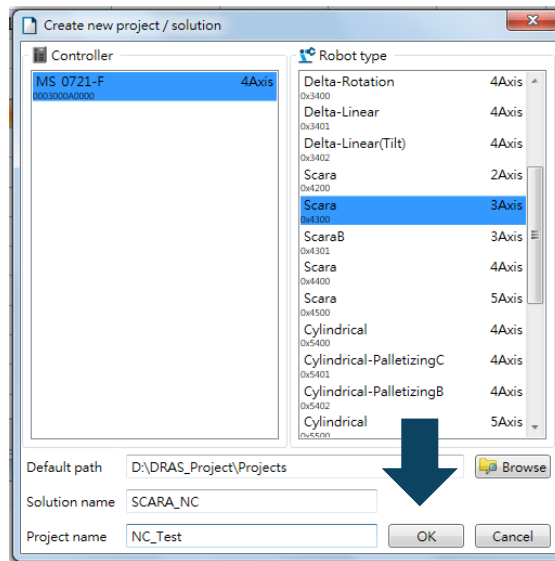 Create new project / solution
Controller
MS 0721-F 4Axis
0003000A0000
Robot type
Delta-Rotation 4Axis
0x3400
Delta-Linear 4Axis
0x3401
Delta-Linear(Tilt) 4Axis
0x3402
Scara 2Axis
0x4200
Scara 3Axis
0x4300
ScaraB 3Axis
0x4301
Scara 4Axis
0x4400
Scara 5Axis
0x4500
Cylindrical 4Axis
0x5400
Cylindrical-PalletizingC 4Axis
0x5401
Cylindrical-PalletizingB 4Axis
0x5402
Cylindrical 5Axis
0x5500
Default path D:\DRAS_Project\Projects Browse
Solution name SCARA_NC
Project name NC_Test OK Cancel